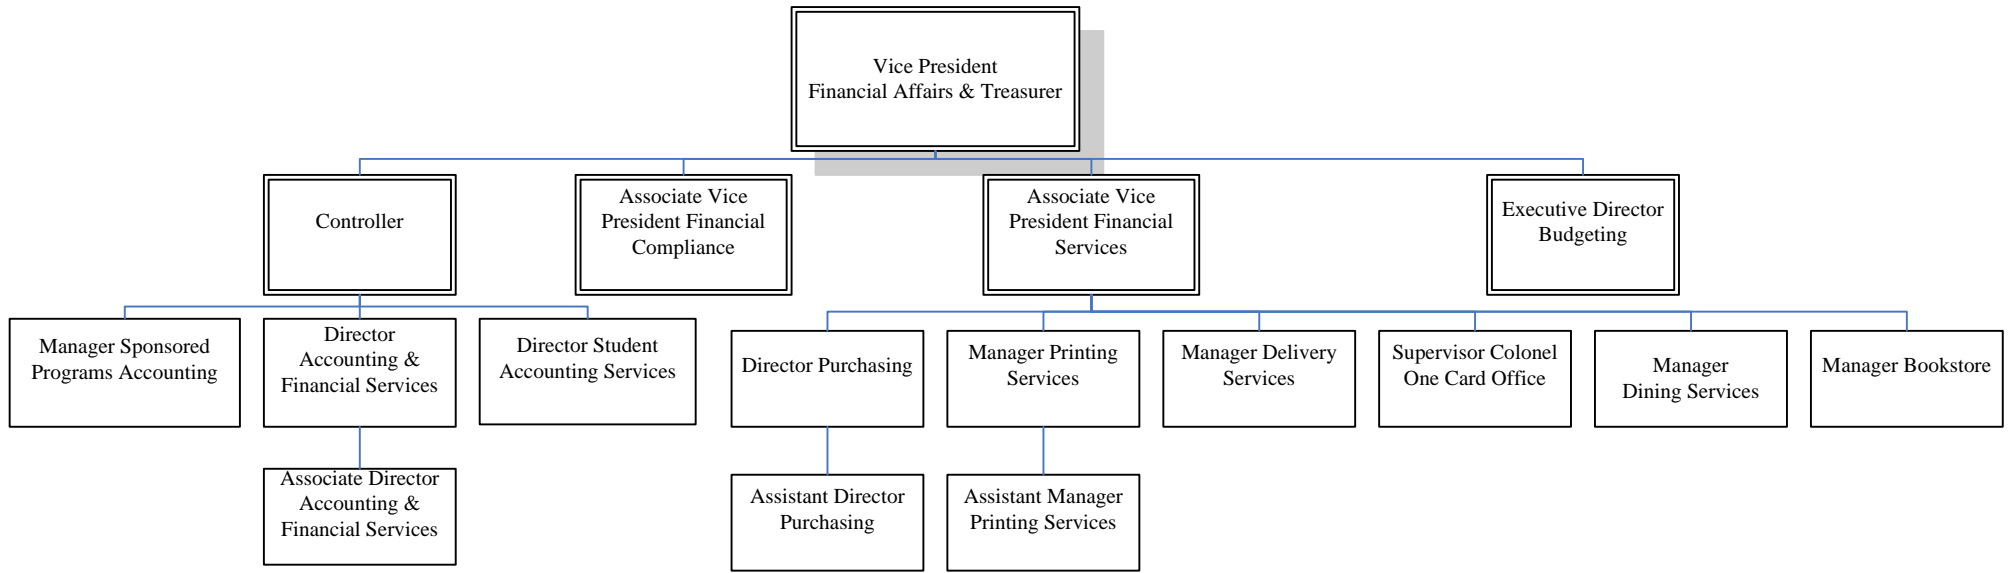 Vice President
Financial Affairs & Treasurer
Controller
Associate Vice
President Financial
Compliance
Associate Vice
President Financial
Services
Executive Director
Budgeting
Manager Sponsored
Programs Accounting
Director
Accounting &
Financial Services
Director Student
Accounting Services
Director Purchasing
Manager Printing
Services
Manager Delivery
Services
Supervisor Colonel
One Card Office
Manager
Dining Services
Manager Bookstore
Associate Director
Accounting &
Financial Services
Assistant Director
Purchasing
Assistant Manager
Printing Services